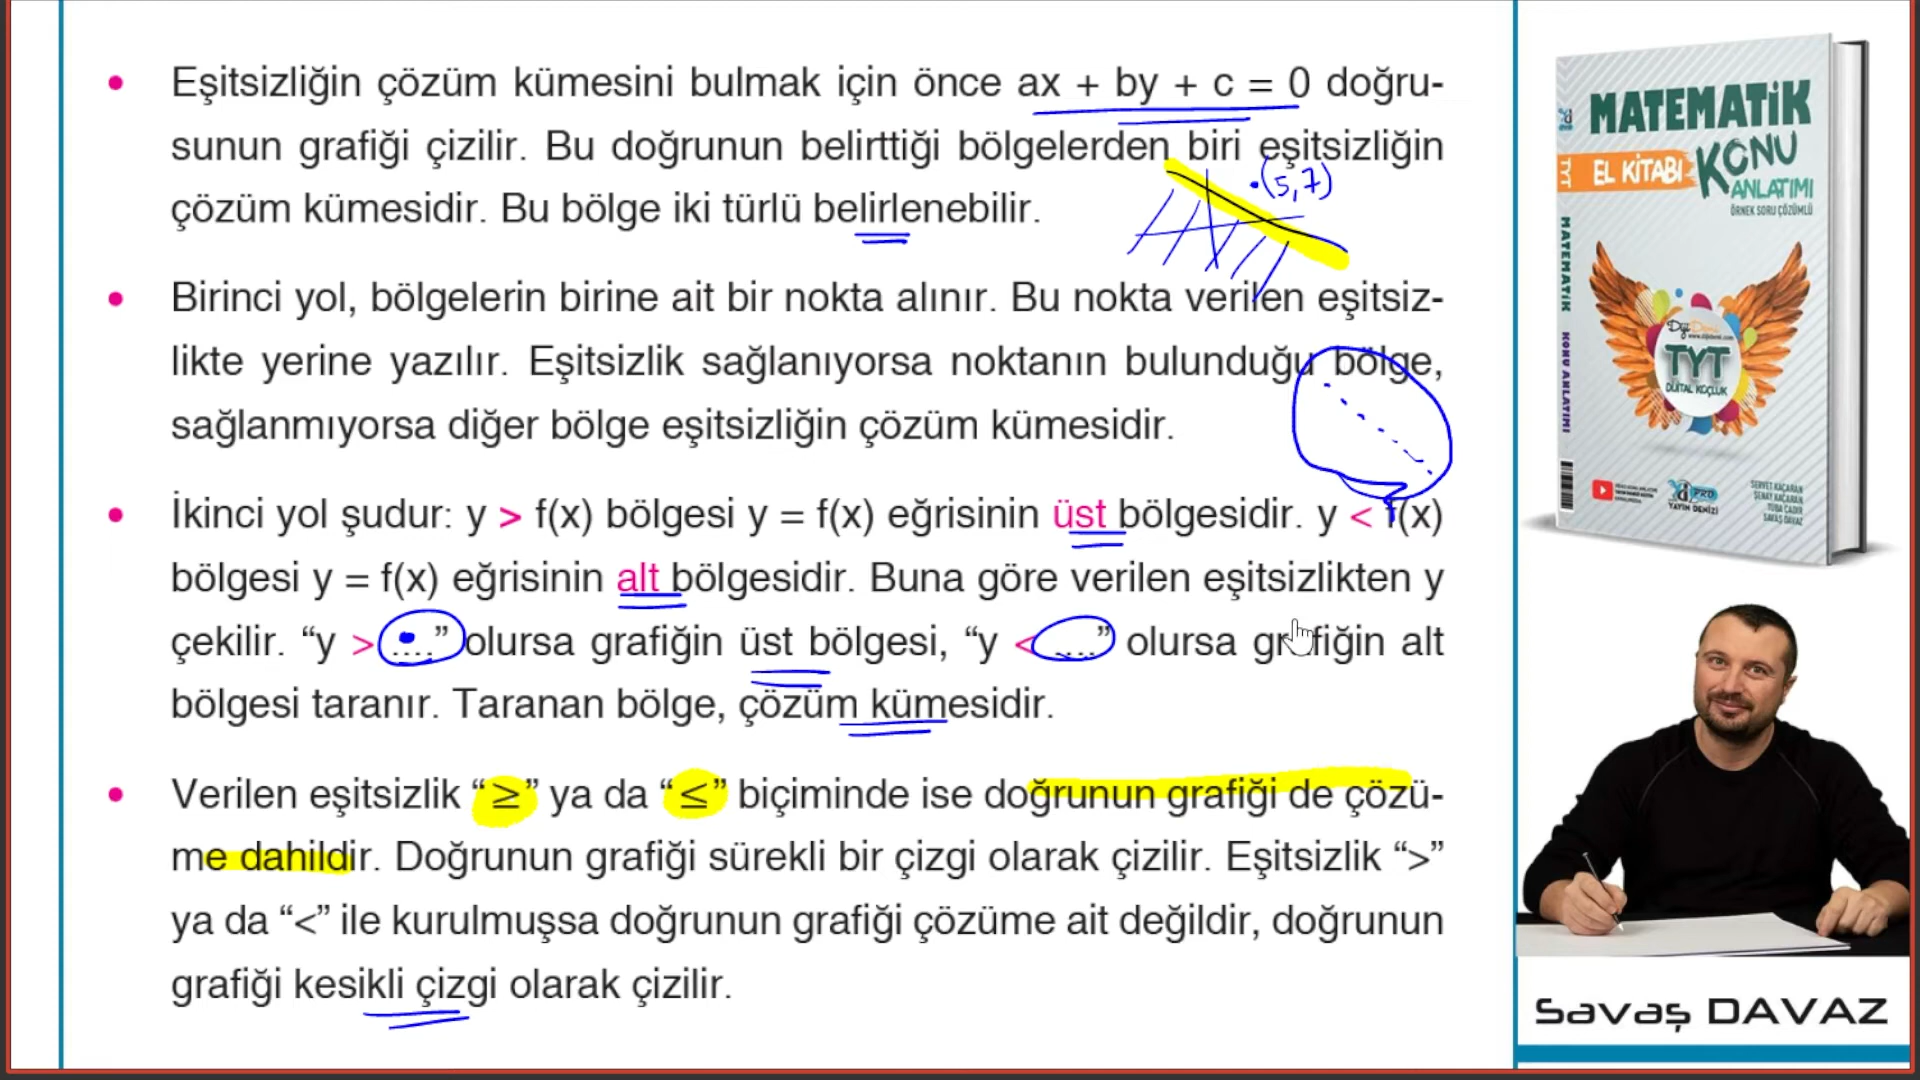 Eşitsizliğin çözüm kümesini bulmak için önce ax + by + c = 0 doğru-
sunun grafiği çizilir. Bu doğrunun belirttiği bölgelerden biri eşitsizliğin
çözüm kümesidir. Bu bölge iki türlü belirlenebilir.
(5,7)
Birinci yol, bölgelerin birine ait bir nokta alınır. Bu nokta verilen eşitsiz-
likte yerine yazılır. Eşitsizlik sağlanıyorsa noktanın bulunduğu bölge,
sağlanmıyorsa diğer bölge eşitsizliğin çözüm kümesidir.
İkinci yol şudur: y > f(x) bölgesi y = f(x) eğrisinin üst bölgesidir. y < f(x)
bölgesi y = f(x) eğrisinin alt bölgesidir. Buna göre verilen eşitsizlikten y
çekilir. “y > ....” olursa grafiğin üst bölgesi, “y < ....” olursa grafiğin alt
bölgesi taranır. Taranan bölge, çözüm kümesidir.
Verilen eşitsizlik “≥” ya da “≤” biçiminde ise doğrunun grafiği de çözü-
me dahildir. Doğrunun grafiği sürekli bir çizgi olarak çizilir. Eşitsizlik “>”
ya da “<” ile kurulmuşsa doğrunun grafiği çözüme ait değildir, doğrunun
grafiği kesikli çizgi olarak çizilir.
MATEMATİK
TYT EL KİTABI KONU
ANLATIMI
ÖRNEK SORU ÇÖZÜMLÜ
MATEMATİK KONU ANLATIMI
TYT
DİJİTAL KOÇLUK
PRO
YAYIN DENİZİ
SERVET KAÇARAN
ŞENAY KAÇARAN
TUBA ÇADIR
SAVAŞ DAVAZ
Savaş DAVAZ